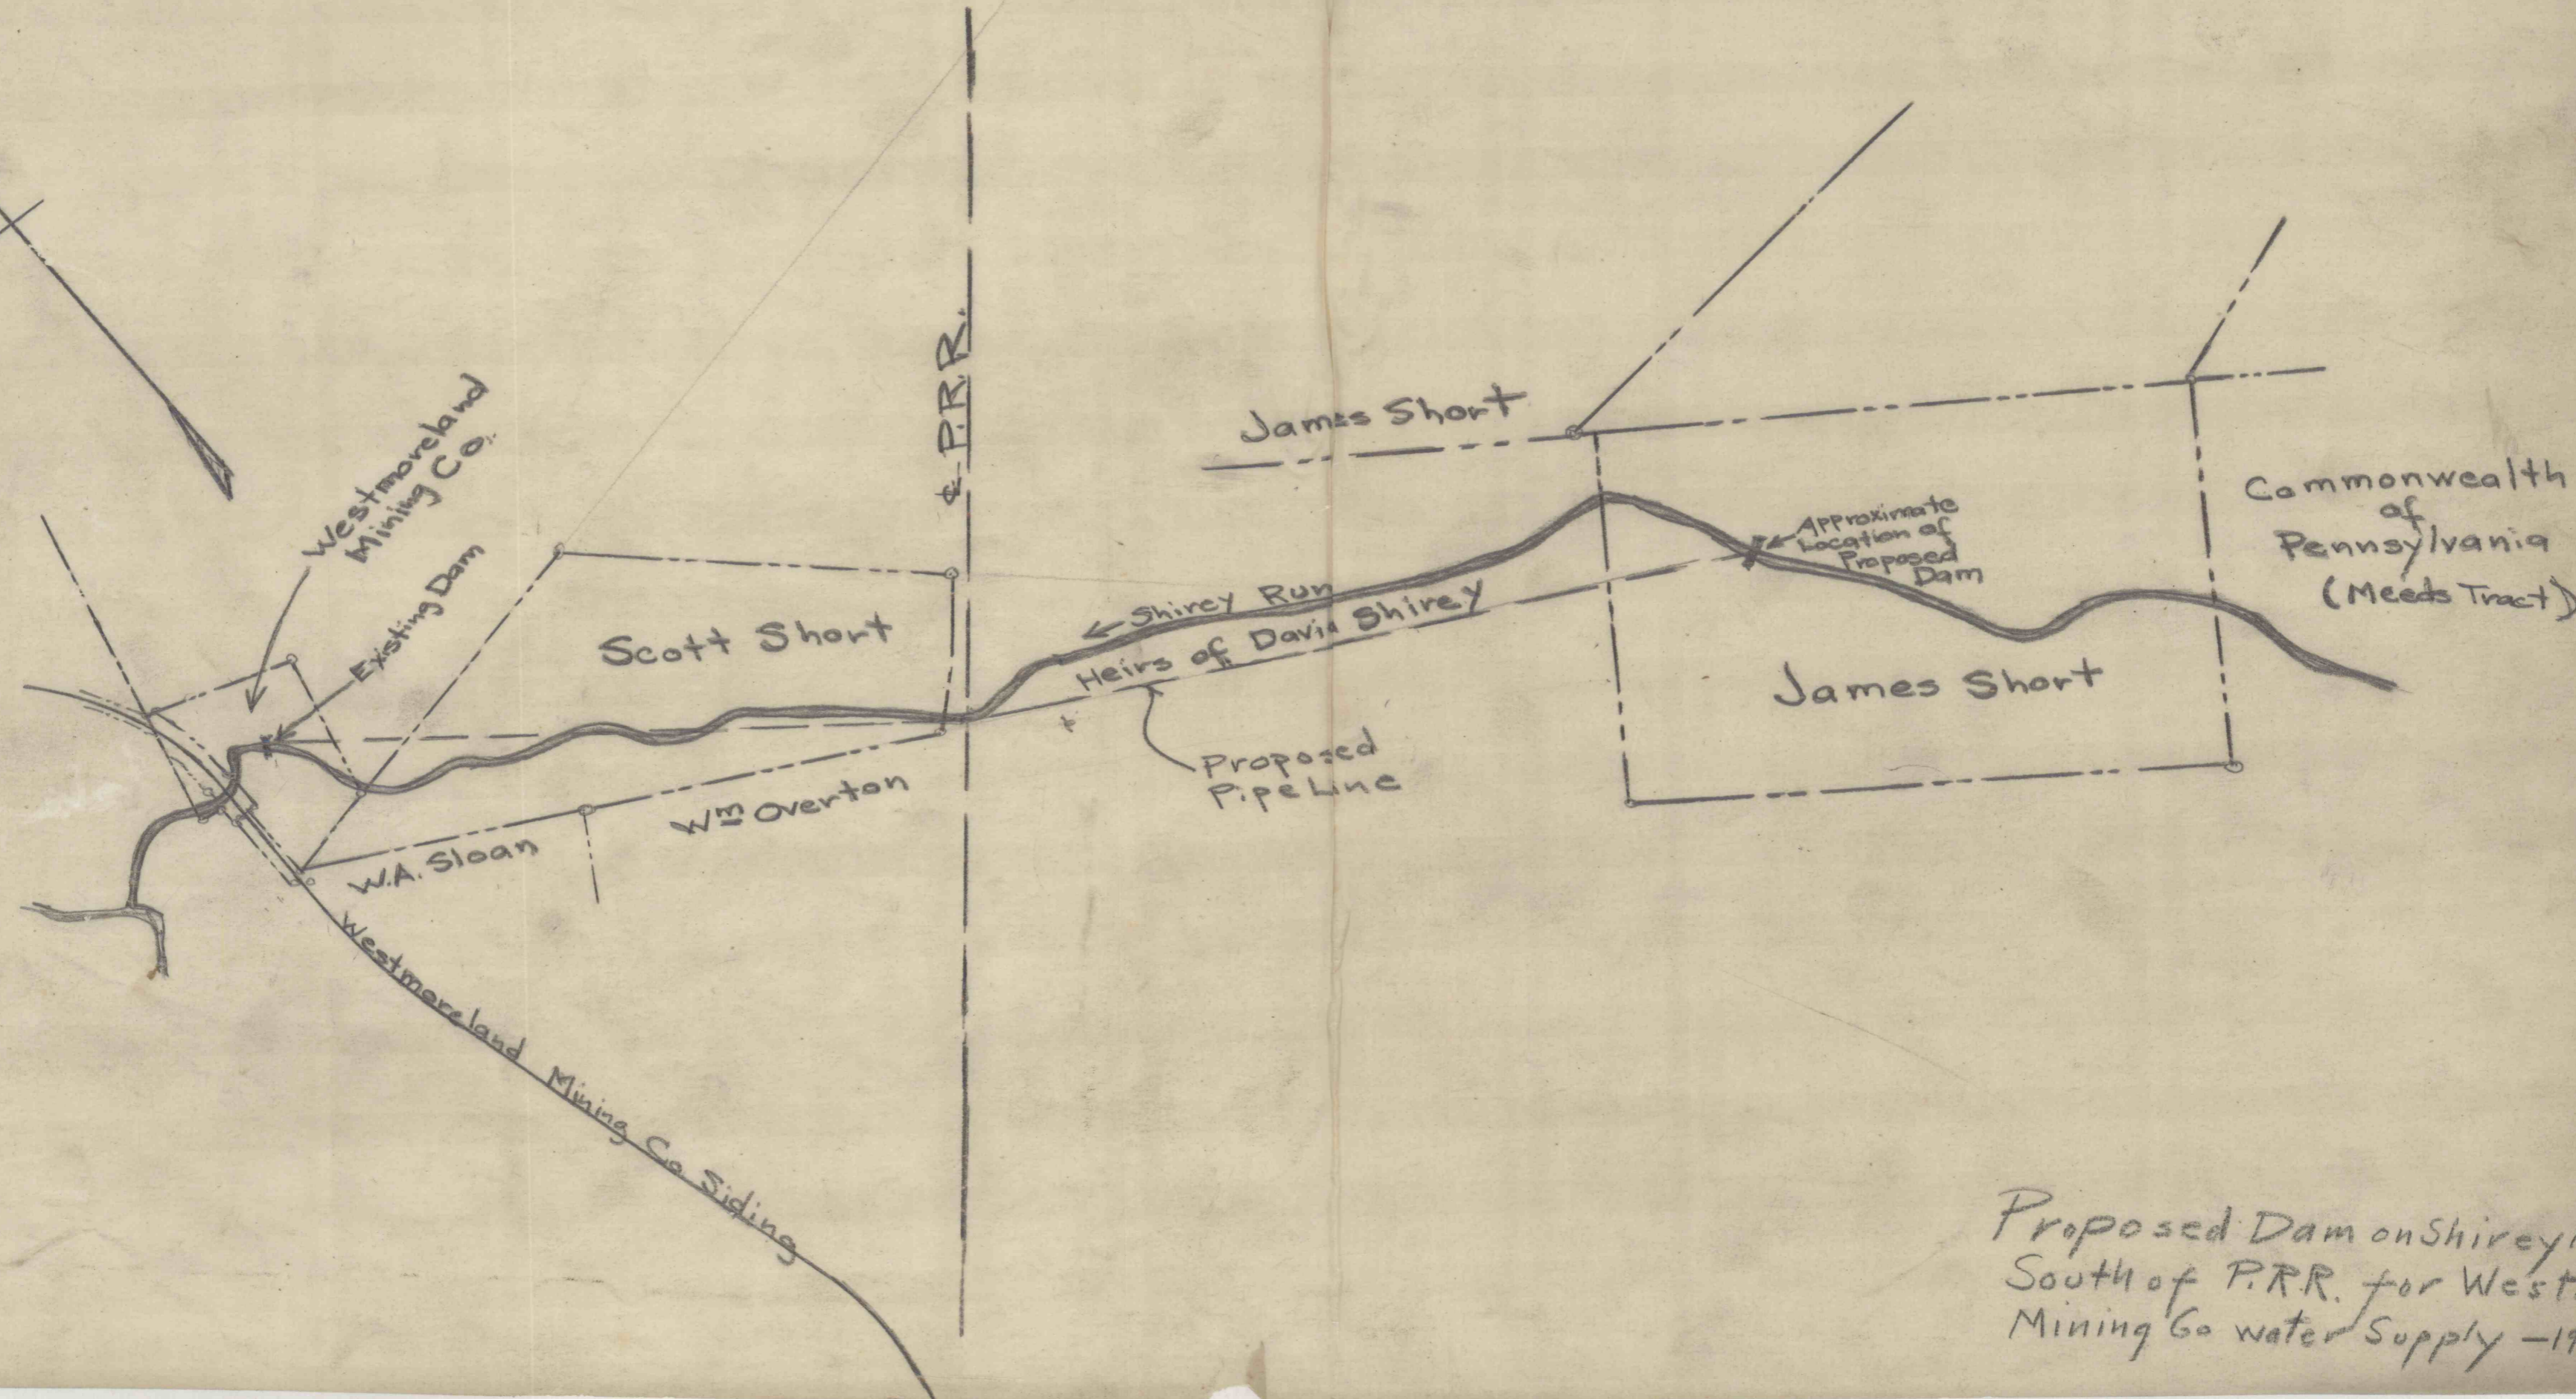 Westmoreland
Mining Co.
Existing Dam
Scott Short
℄ P.R.R.
James Short
Shirey Run
Heirs of David Shirey
Approximate
Location of
Proposed
Dam
Commonwealth
of
Pennsylvania
(Meeds Tract)
James Short
Proposed
Pipe Line
Wm Overton
W.A. Sloan
Westmoreland Mining Co Siding
Proposed Dam on Shirey
South of P.R.R. for West
Mining Co water Supply -19